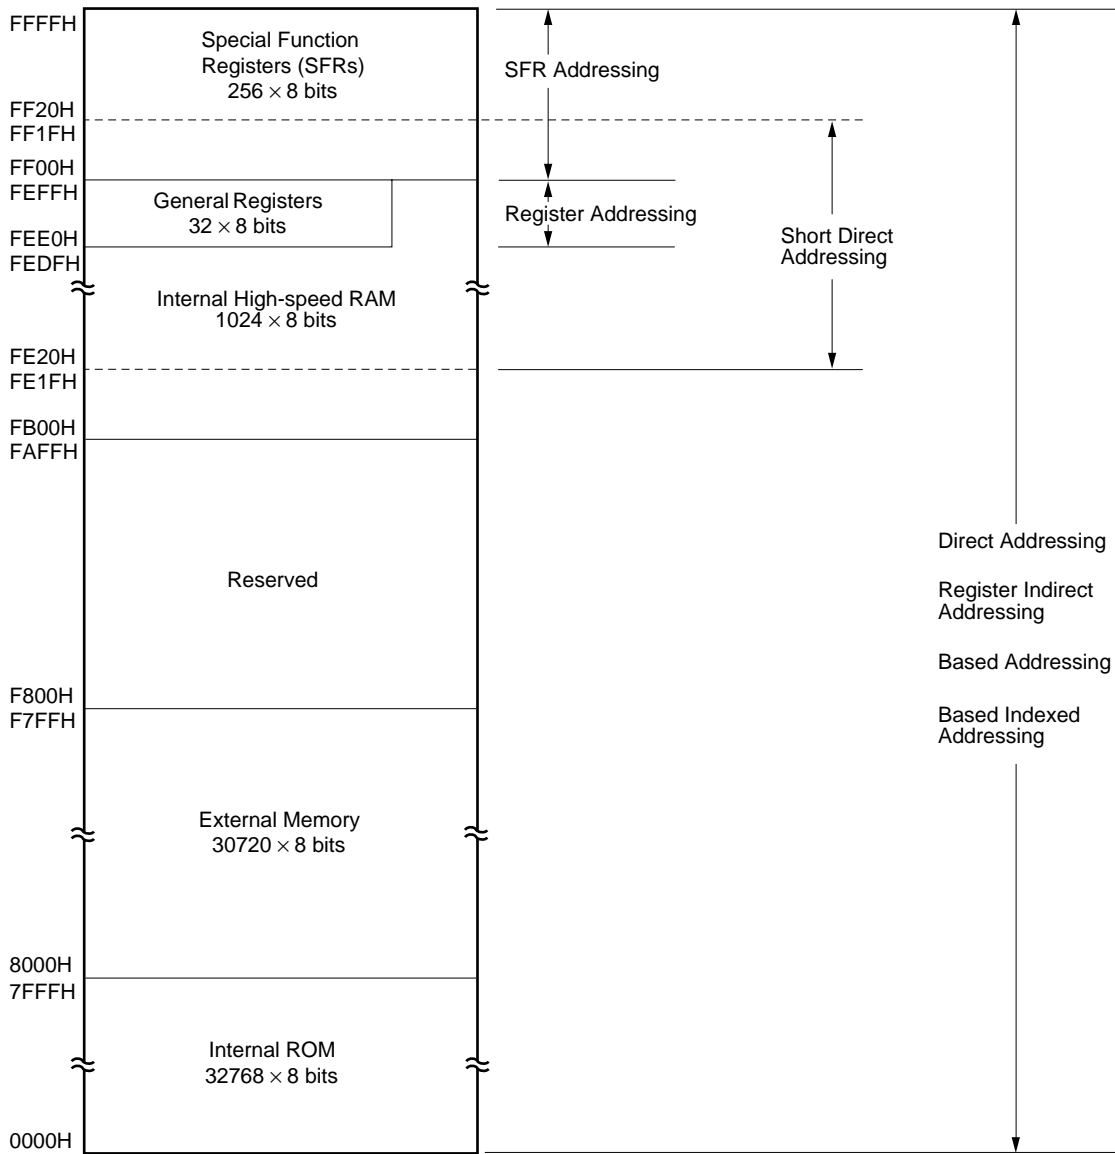 FFFFH
Special Function
Registers (SFRs)
256 × 8 bits
SFR Addressing
FF20H
FF1FH
FF00H
FEFFH
General Registers
32 × 8 bits
Register Addressing
FEE0H
FEDFH
Short Direct
Addressing
Internal High-speed RAM
1024 × 8 bits
FE20H
FE1FH
FB00H
FAFFH
Reserved
Direct Addressing
Register Indirect
Addressing
Based Addressing
Based Indexed
Addressing
F800H
F7FFH
External Memory
30720 × 8 bits
8000H
7FFFH
Internal ROM
32768 × 8 bits
0000H